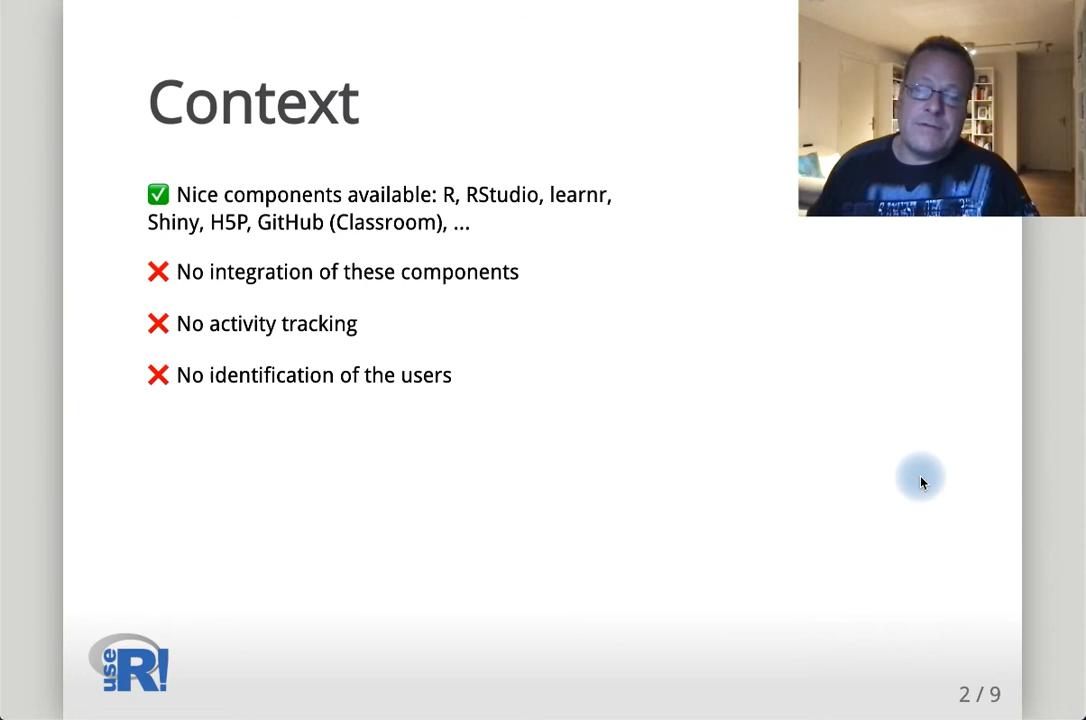 Context
✅ Nice components available: R, RStudio, learnr,
Shiny, H5P, GitHub (Classroom), ...
❌ No integration of these components
❌ No activity tracking
❌ No identification of the users
use R!
2 / 9